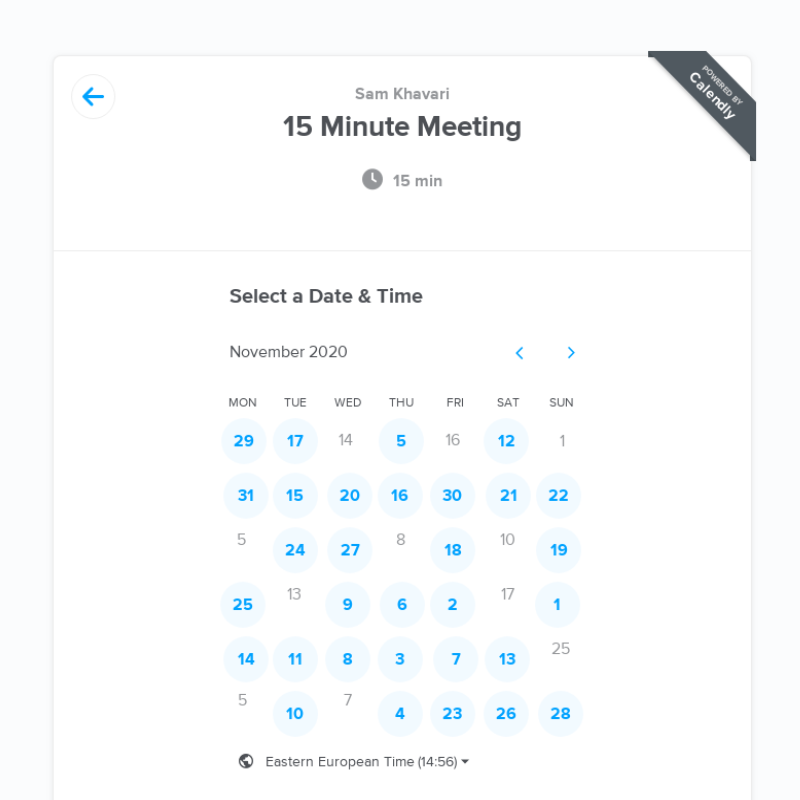 POWERED BY
Calendly
Sam Khavari
15 Minute Meeting
15 min
Select a Date & Time
November 2020
MON TUE WED THU FRI SAT SUN
29 17 14 5 16 12 1
31 15 20 16 30 21 22
5 24 27 8 18 10 19
25 13 9 6 2 17 1
14 11 8 3 7 13 25
5 10 7 4 23 26 28
Eastern European Time (14:56)